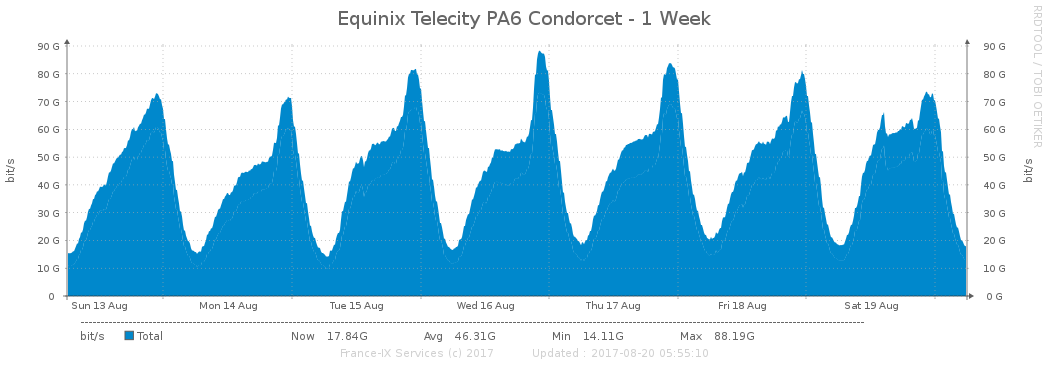 Equinix Telecity PA6 Condorcet - 1 Week
RRDTOOL / TOBI OETIKER
90 G 90 G
80 G 80 G
70 G 70 G
60 G 60 G
50 G 50 G
40 G 40 G
30 G 30 G
20 G 20 G
10 G 10 G
0 0 G
bit/s
bit/s
Sun 13 Aug Mon 14 Aug Tue 15 Aug Wed 16 Aug Thu 17 Aug Fri 18 Aug Sat 19 Aug
bit/s Total Now 17.84G Avg 46.31G Min 14.11G Max 88.19G
France-IX Services (c) 2017 Updated : 2017-08-20 05:55:10